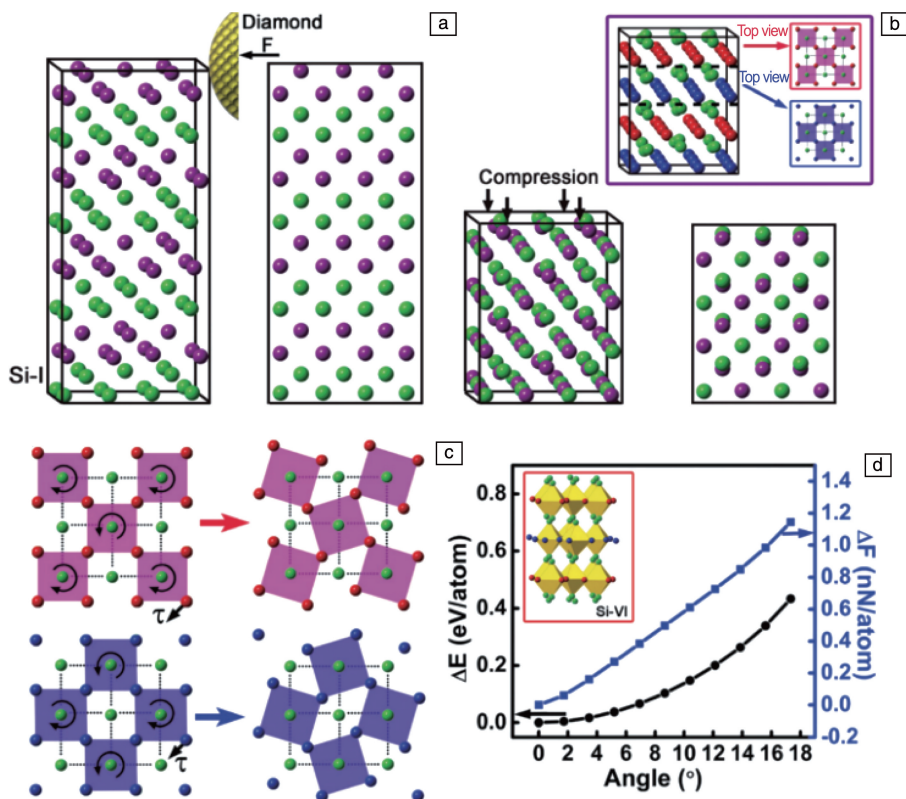 a
Diamond
F
Si-I
b
Top view
Top view
Compression
c
τ
τ
d
ΔE (eV/atom)
0.8
0.6
0.4
0.2
0.0
Si-VI
1.4
1.2
1.0
0.8
0.6
0.4
0.2
0.0
-0.2
ΔF (nN/atom)
0 2 4 6 8 10 12 14 16 18
Angle (°)